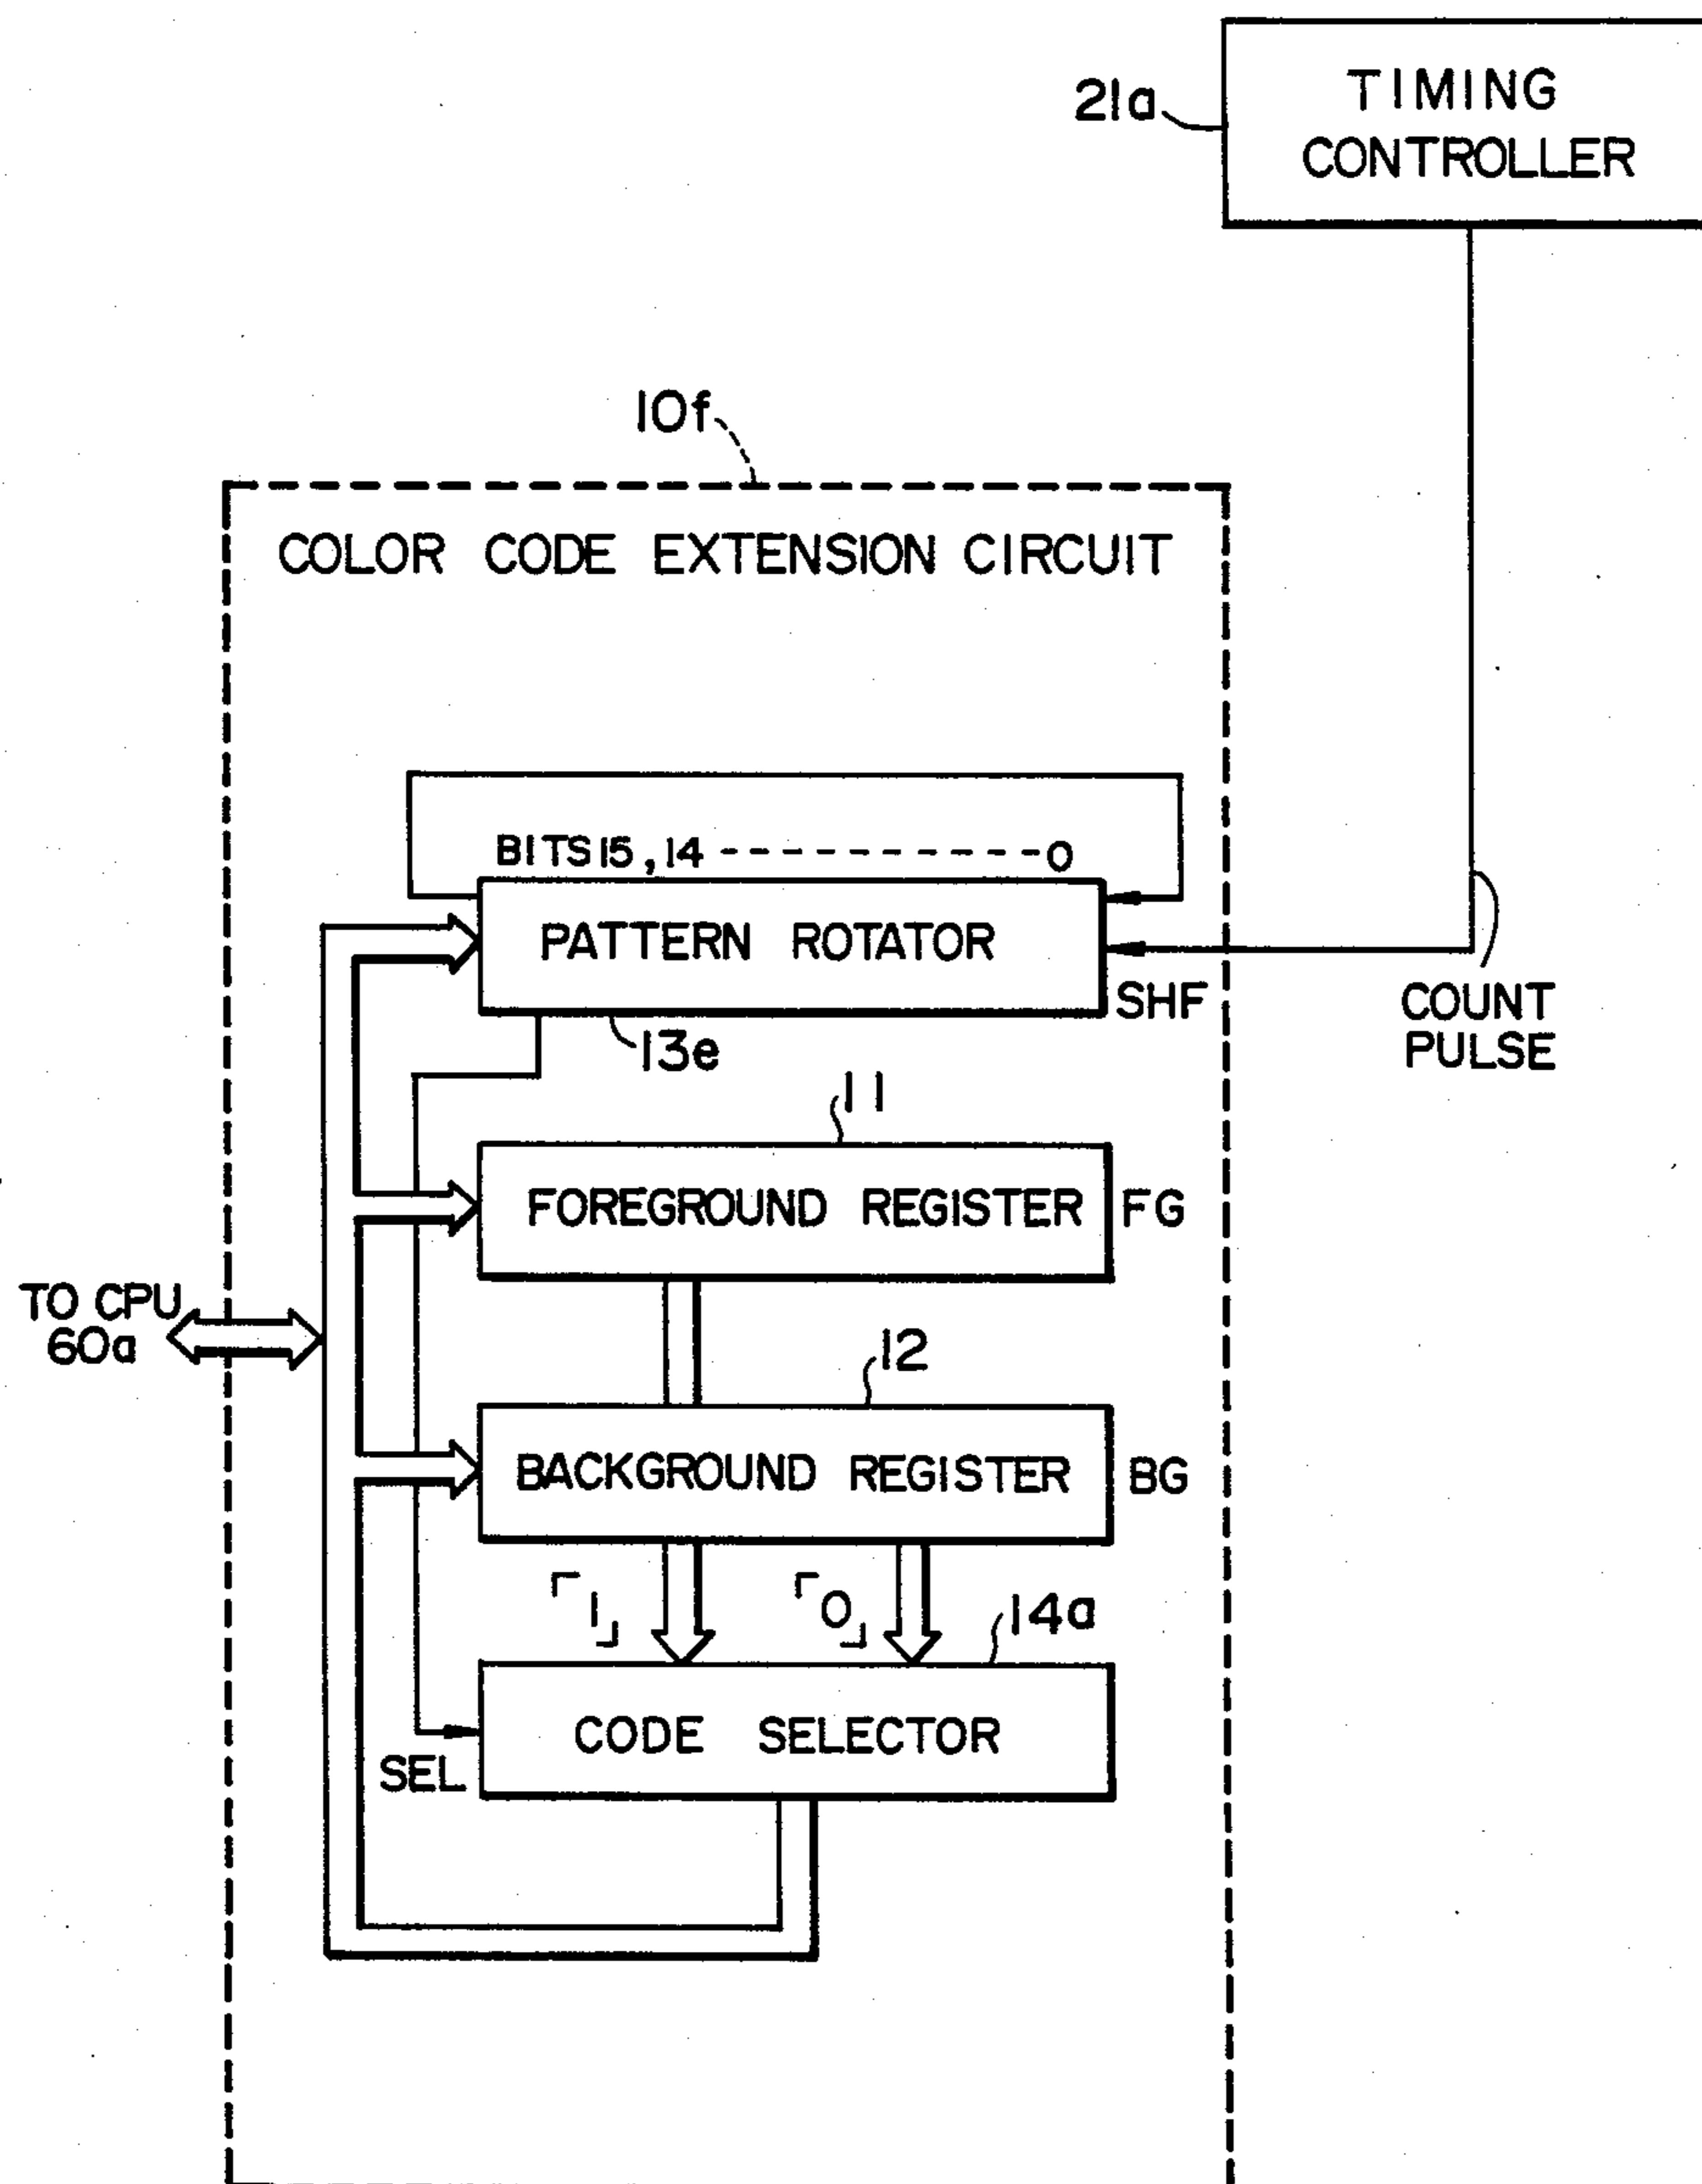 21a
TIMING
CONTROLLER
10f
COLOR CODE EXTENSION CIRCUIT
BITS 15, 14 ------------ 0
PATTERN ROTATOR
SHF
COUNT
PULSE
13e
11
FOREGROUND REGISTER
FG
TO CPU
60a
12
BACKGROUND REGISTER
BG
「1」
「0」
14a
CODE SELECTOR
SEL